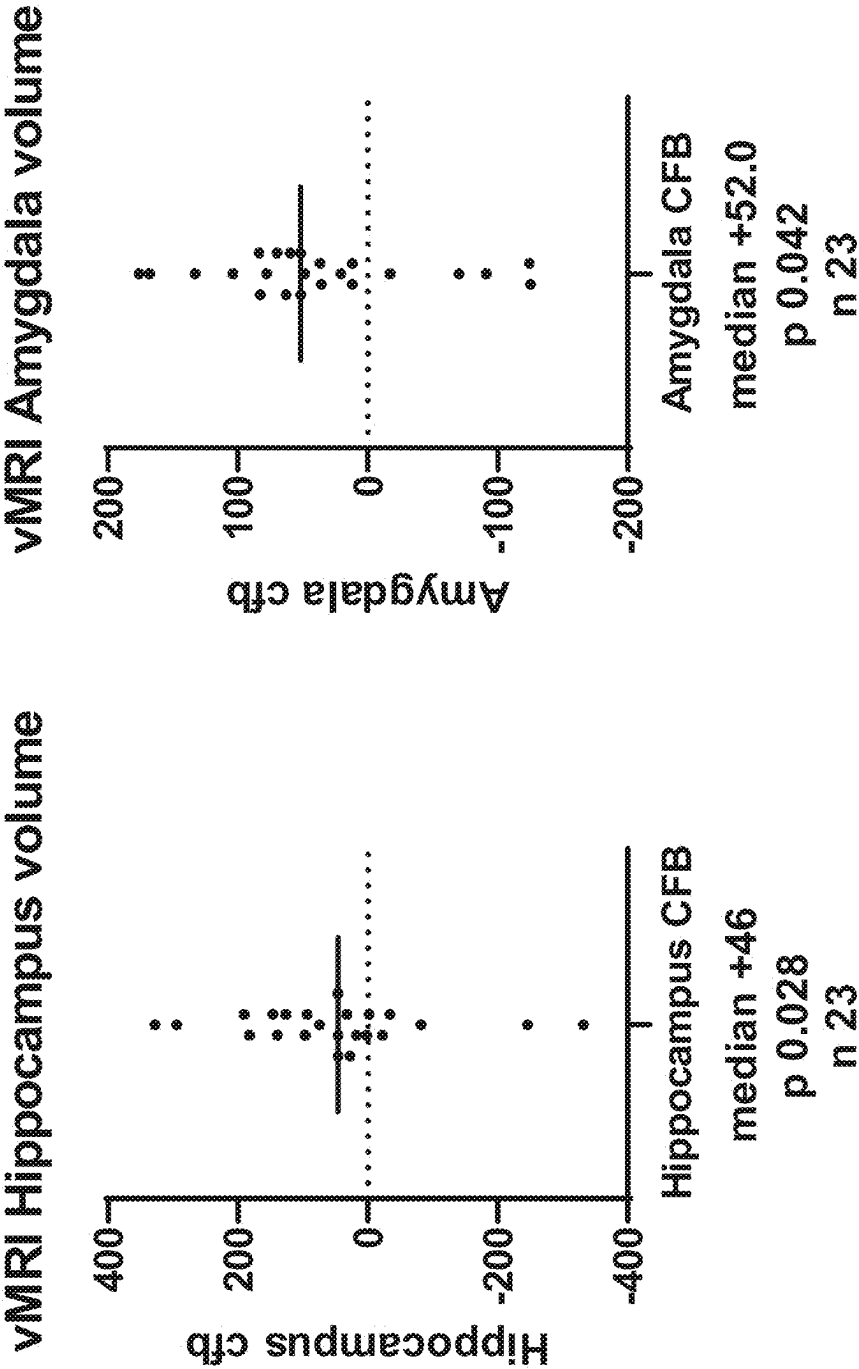 vMRI Hippocampus volume
Hippocampus cfb
400
200
0
-200
-400
Hippocampus CFB
median +46
p 0.028
n 23
vMRI Amygdala volume
Amygdala cfb
200
100
0
-100
-200
Amygdala CFB
median +52.0
p 0.042
n 23